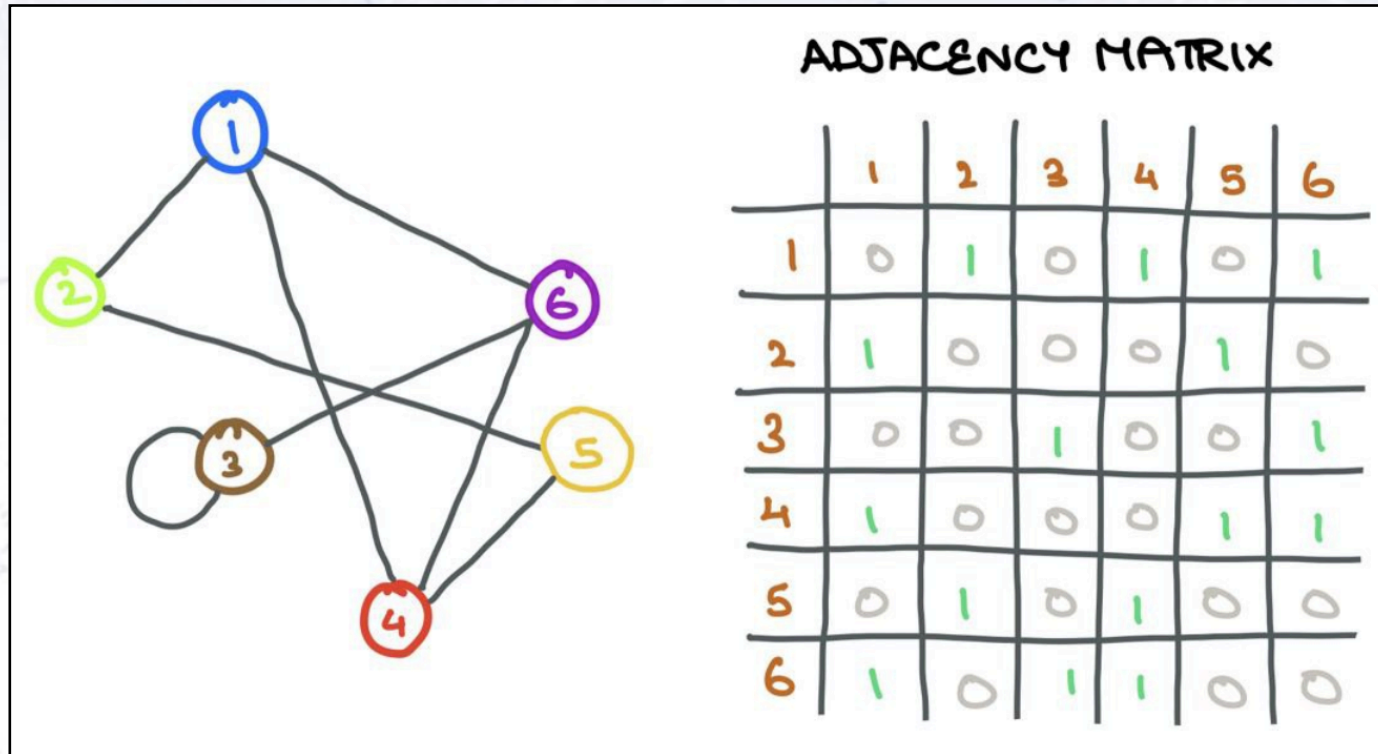 ADJACENCY MATRIX
1
2
6
3
5
4
1 2 3 4 5 6
1 0 1 0 1 0 1
2 1 0 0 0 1 0
3 0 0 1 0 0 1
4 1 0 0 0 1 1
5 0 1 0 1 0 0
6 1 0 1 1 0 0